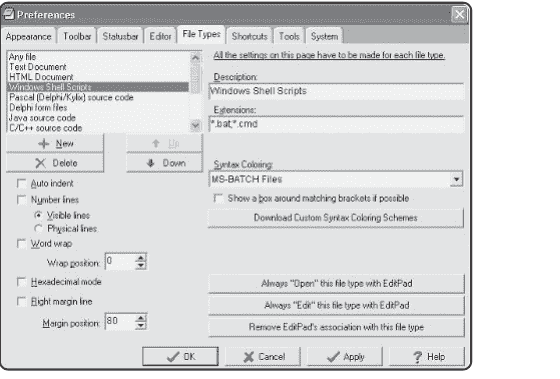 Preferences
Appearance Toolbar Statusbar Editor File Types Shortcuts Tools System
Any file
Text Document
HTML Document
Windows Shell Scripts
Pascal (Delphi/Kylix) source code
Delphi form files
Java source code
C/C++ source code
New Up
Delete Down
Auto indent
Number lines
Visible lines
Physical lines
Word wrap
Wrap position: 0
Hexadecimal mode
Right margin line
Margin position: 80
All the settings on this page have to be made for each file type.
Description:
Windows Shell Scripts
Extensions:
*.bat;*.cmd
Syntax Coloring:
MS-BATCH Files
Show a box around matching brackets if possible
Download Custom Syntax Coloring Schemes
Always "Open" this file type with EditPad
Always "Edit" this file type with EditPad
Remove EditPad's association with this file type
OK Cancel Apply Help